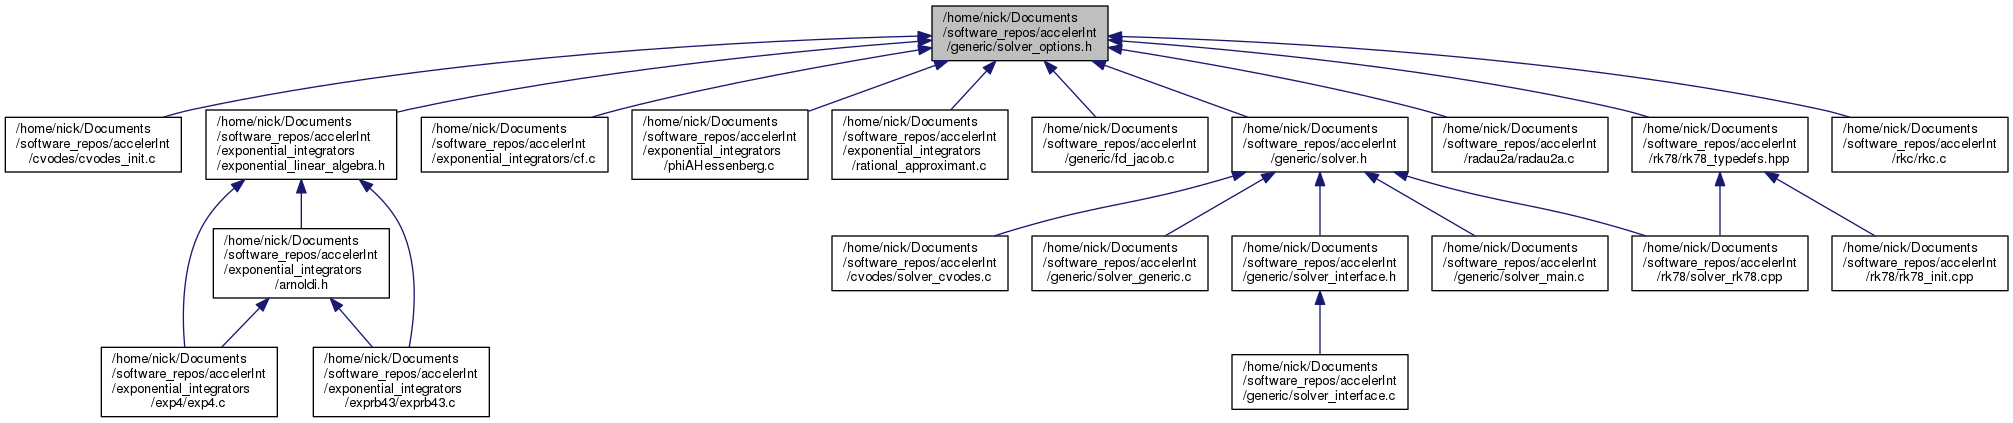 /home/nick/Documents
/software_repos/accelerInt
/generic/solver_options.h
/home/nick/Documents
/software_repos/accelerInt
/cvodes/cvodes_init.c
/home/nick/Documents
/software_repos/accelerInt
/exponential_integrators
/exponential_linear_algebra.h
/home/nick/Documents
/software_repos/accelerInt
/exponential_integrators/cf.c
/home/nick/Documents
/software_repos/accelerInt
/exponential_integrators
/phiAHessenberg.c
/home/nick/Documents
/software_repos/accelerInt
/exponential_integrators
/rational_approximant.c
/home/nick/Documents
/software_repos/accelerInt
/generic/fd_jacob.c
/home/nick/Documents
/software_repos/accelerInt
/generic/solver.h
/home/nick/Documents
/software_repos/accelerInt
/radau2a/radau2a.c
/home/nick/Documents
/software_repos/accelerInt
/rk78/rk78_typedefs.hpp
/home/nick/Documents
/software_repos/accelerInt
/rkc/rkc.c
/home/nick/Documents
/software_repos/accelerInt
/exponential_integrators
/arnoldi.h
/home/nick/Documents
/software_repos/accelerInt
/cvodes/solver_cvodes.c
/home/nick/Documents
/software_repos/accelerInt
/generic/solver_generic.c
/home/nick/Documents
/software_repos/accelerInt
/generic/solver_interface.h
/home/nick/Documents
/software_repos/accelerInt
/generic/solver_main.c
/home/nick/Documents
/software_repos/accelerInt
/rk78/solver_rk78.cpp
/home/nick/Documents
/software_repos/accelerInt
/rk78/rk78_init.cpp
/home/nick/Documents
/software_repos/accelerInt
/exponential_integrators
/exp4/exp4.c
/home/nick/Documents
/software_repos/accelerInt
/exponential_integrators
/exprb43/exprb43.c
/home/nick/Documents
/software_repos/accelerInt
/generic/solver_interface.c